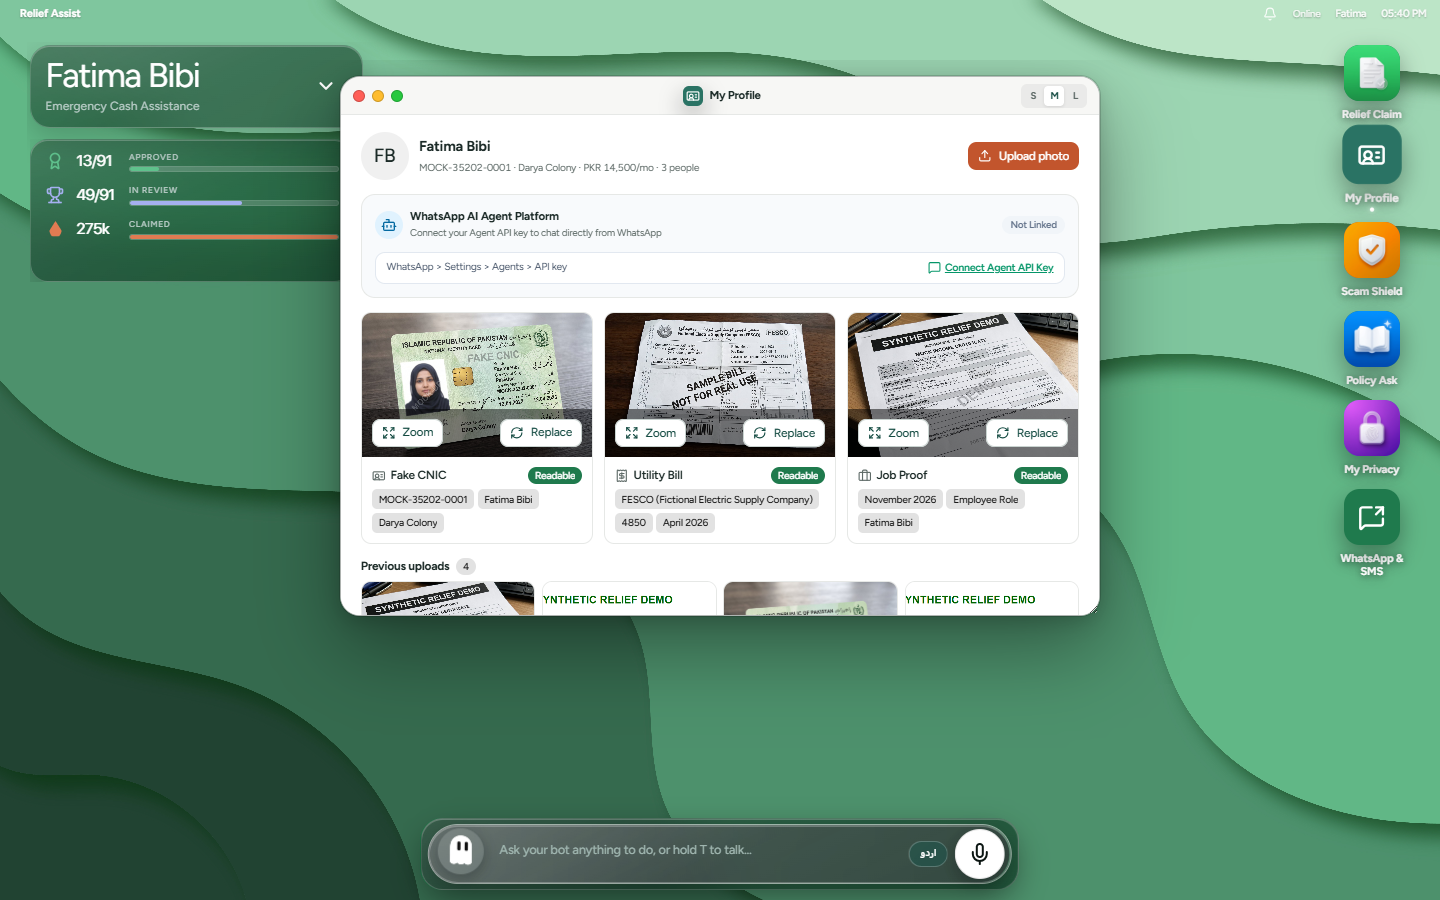 Relief Assist
Online Fatima 05:40 PM
Fatima Bibi
Emergency Cash Assistance
13/91 APPROVED
49/91 IN REVIEW
275k CLAIMED
My Profile
S M L
FB
Fatima Bibi
MOCK-35202-0001 · Darya Colony · PKR 14,500/mo · 3 people
Upload photo
WhatsApp AI Agent Platform
Connect your Agent API key to chat directly from WhatsApp
Not Linked
WhatsApp > Settings > Agents > API key
Connect Agent API Key
ISLAMIC REPUBLIC OF PAKISTAN
FAKE CNIC
Darya Colony
Zoom Replace
Fake CNIC Readable
MOCK-35202-0001 Fatima Bibi
Darya Colony
SAMPLE BILL
NOT FOR REAL USE
Zoom Replace
Utility Bill Readable
FESCO (Fictional Electric Supply Company)
4850 April 2026
SYNTHETIC RELIEF DEMO
DEMO
Zoom Replace
Job Proof Readable
November 2026 Employee Role
Fatima Bibi
Previous uploads 4
SYNTHETIC RELIEF DEMO
YNTHETIC RELIEF DEMO
YNTHETIC RELIEF DEMO
Relief Claim
My Profile
Scam Shield
Policy Ask
My Privacy
WhatsApp &
SMS
Ask your bot anything to do, or hold T to talk...
اردو